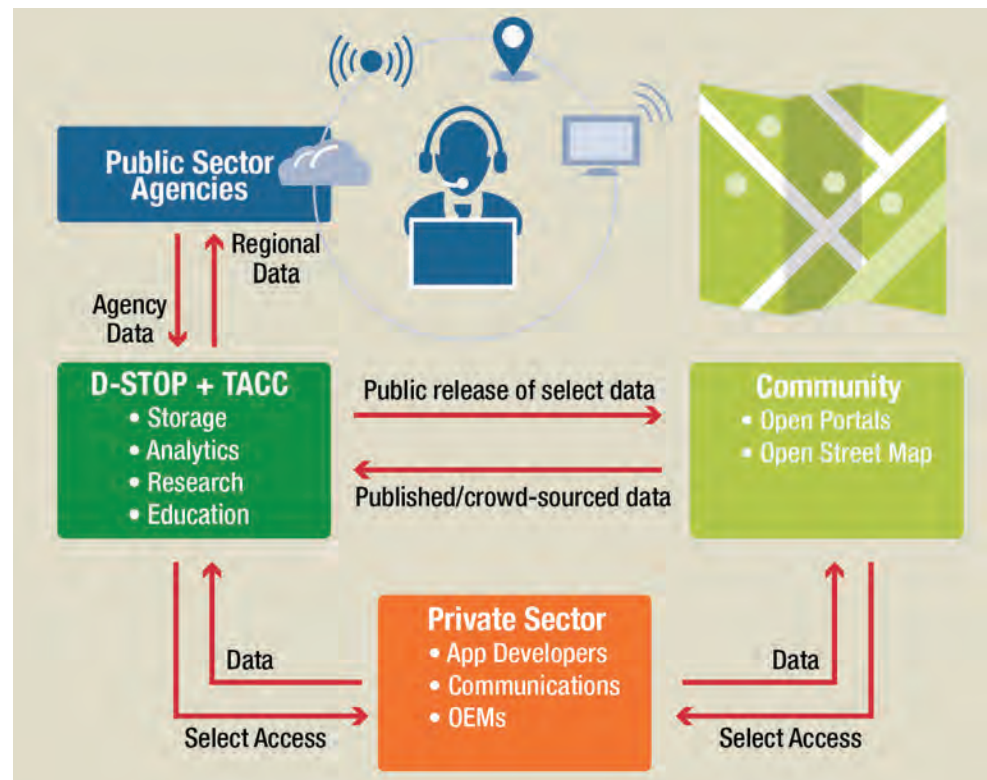 Public Sector
Agencies
Regional
Data
Agency
Data
D-STOP + TACC
• Storage
• Analytics
• Research
• Education
Public release of select data
Published/crowd-sourced data
Community
• Open Portals
• Open Street Map
Private Sector
• App Developers
• Communications
• OEMs
Data
Select Access
Data
Select Access